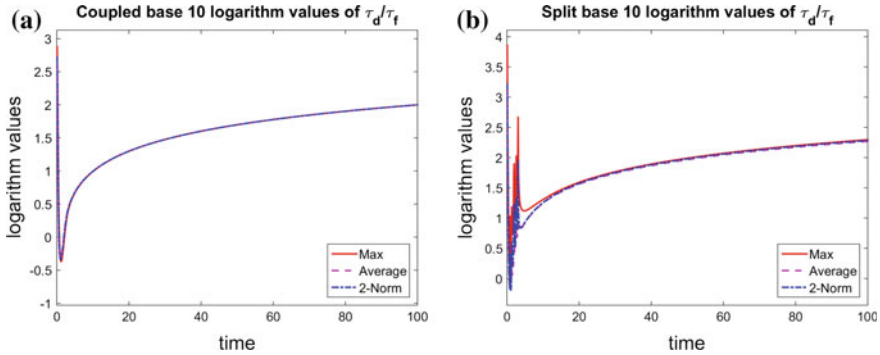 (a)
Coupled base 10 logarithm values of τd/τf
3
2.5
2
1.5
1
0.5
0
-0.5
-1
logarithm values
0
20
40
60
80
100
time
Max
Average
2-Norm
(b)
Split base 10 logarithm values of τd/τf
4
3.5
3
2.5
2
1.5
1
0.5
0
logarithm values
0
20
40
60
80
100
time
Max
Average
2-Norm